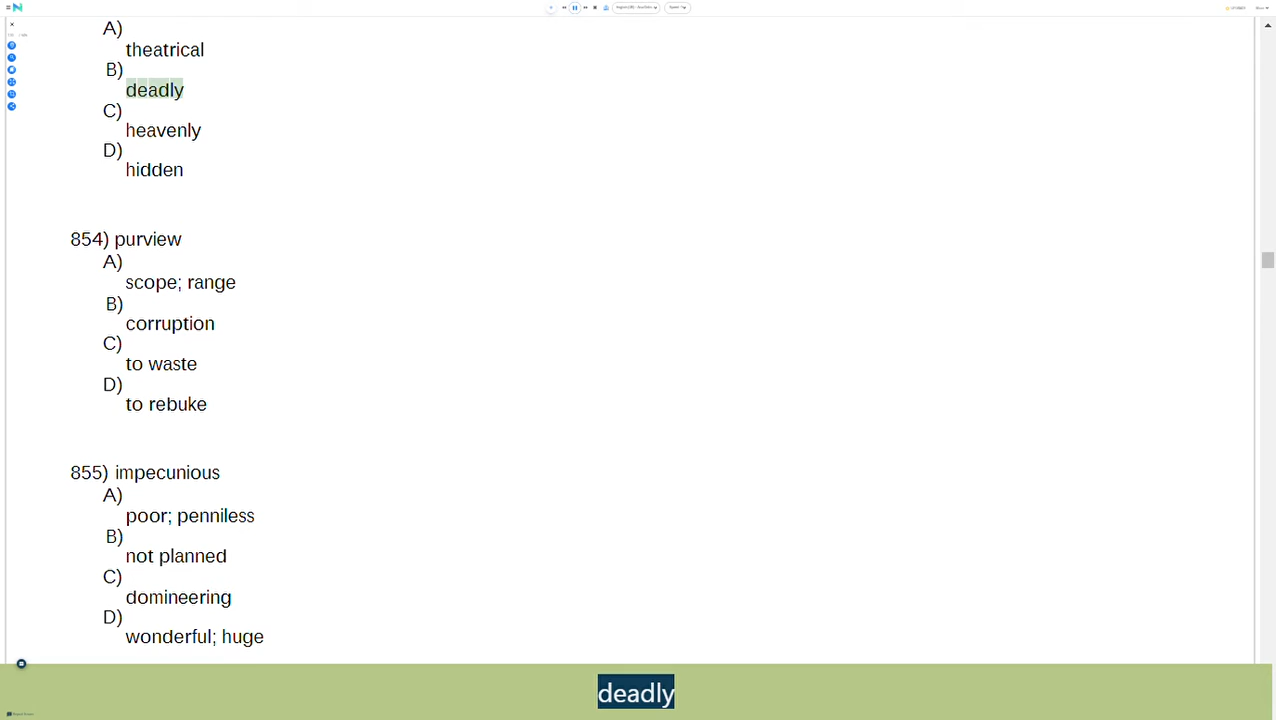 A)
theatrical
B)
deadly
C)
heavenly
D)
hidden
854) purview
A)
scope; range
B)
corruption
C)
to waste
D)
to rebuke
855) impecunious
A)
poor; penniless
B)
not planned
C)
domineering
D)
wonderful; huge
deadly